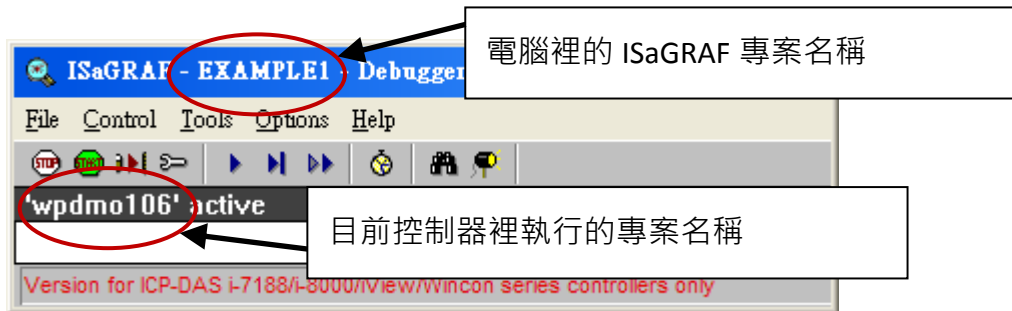 電腦裡的 ISaGRAF 專案名稱
ISaGRAF - EXAMPLE1 - Debugger
File Control Tools Options Help
STOP START
'wpdmo106' active
目前控制器裡執行的專案名稱
Version for ICP-DAS i-7188/i-8000/iView/Wincon series controllers only